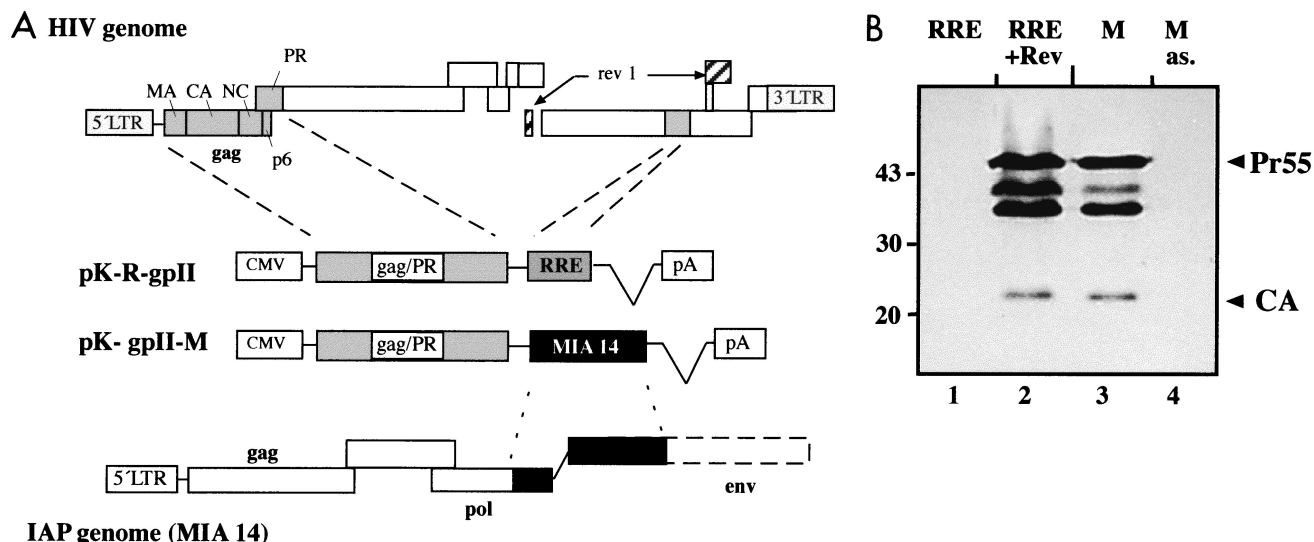 A HIV genome
PR
MA CA NC
rev 1
5´LTR
3´LTR
gag
p6
pK-R-gpII
CMV
gag/PR
RRE
pA
pK- gpII-M
CMV
gag/PR
MIA 14
pA
gag
5´LTR
pol
env
IAP genome (MIA 14)
B
RRE RRE +Rev M M as.
43
30
20
Pr55
CA
1 2 3 4